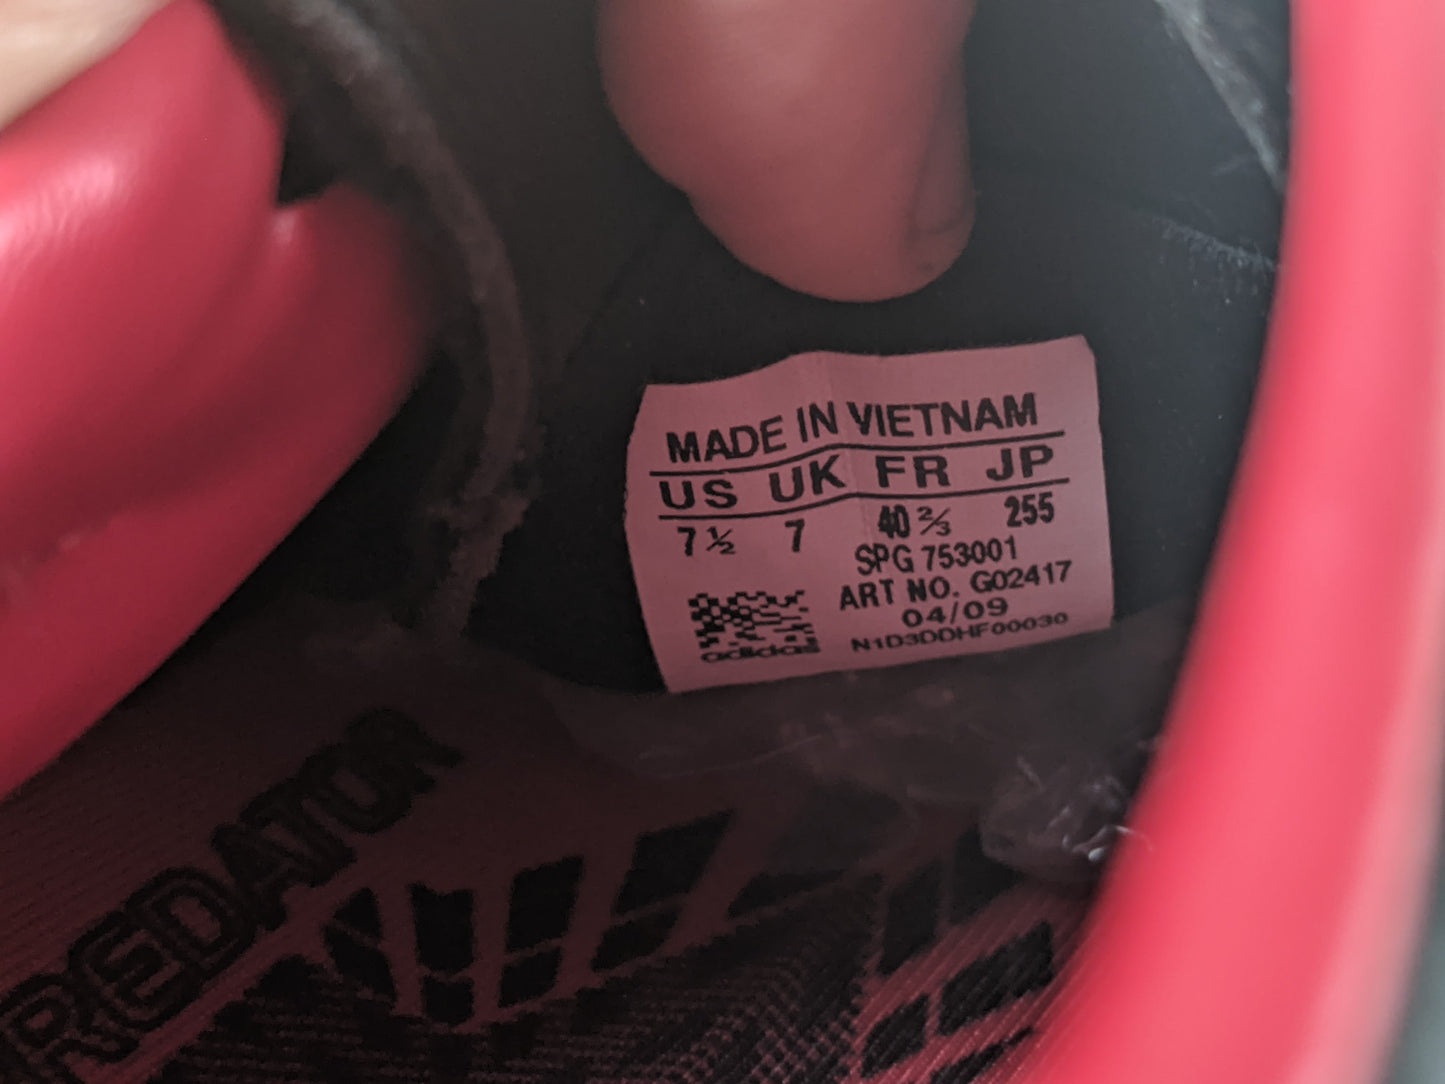 MADE IN VIETNAM
US UK FR JP
7½ 7 40⅔ 255
SPG 753001
ART NO. G02417
04/09
adidas N1D3DDHF00030
PREDATOR